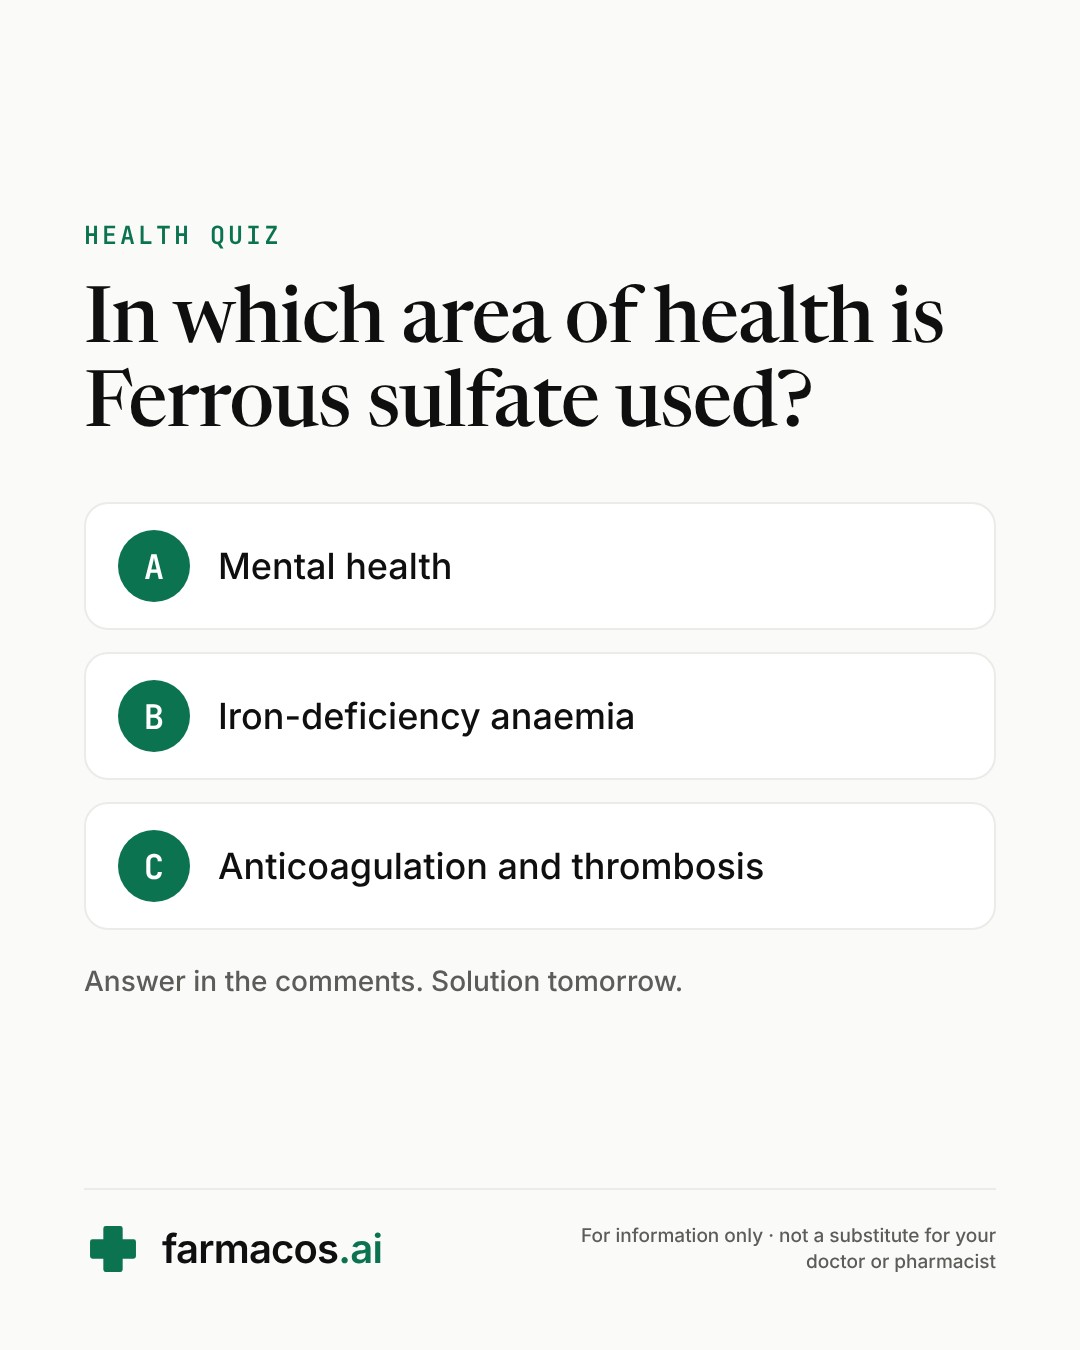 HEALTH QUIZ
In which area of health is
Ferrous sulfate used?
A Mental health
B Iron-deficiency anaemia
C Anticoagulation and thrombosis
Answer in the comments. Solution tomorrow.
farmacos.ai
For information only · not a substitute for your
doctor or pharmacist